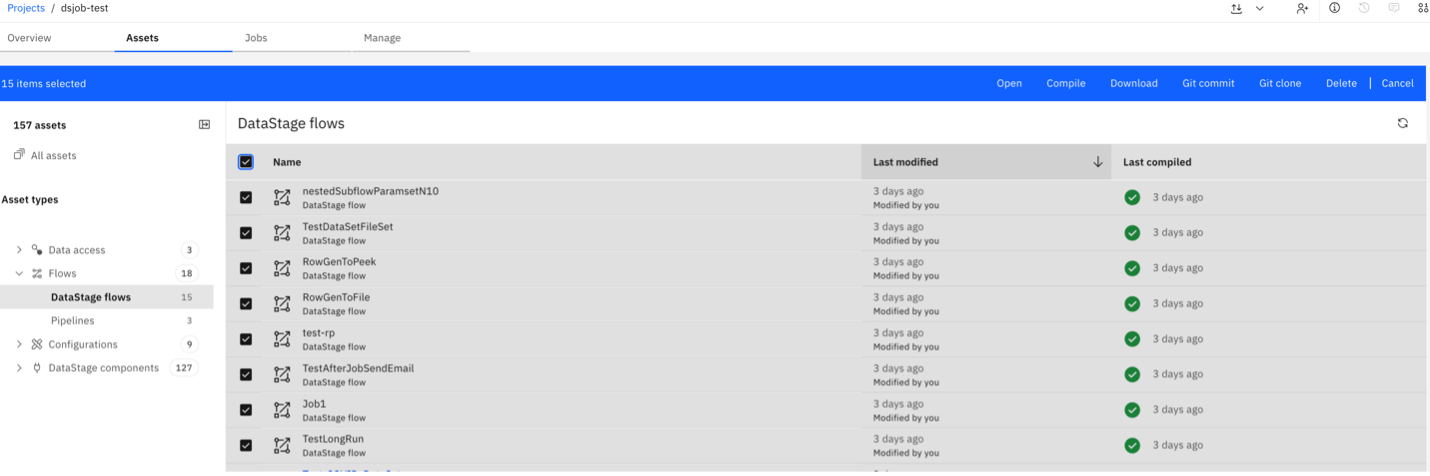 Projects / dsjob-test
Overview Assets Jobs Manage
15 items selected Open Compile Download Git commit Git clone Delete | Cancel
157 assets
All assets
Asset types
Data access 3
Flows 18
DataStage flows 15
Pipelines 3
Configurations 9
DataStage components 127
DataStage flows
Name Last modified Last compiled
nestedSubflowParamsetN10 3 days ago 3 days ago
DataStage flow Modified by you
TestDataSetFileSet 3 days ago 3 days ago
DataStage flow Modified by you
RowGenToPeek 3 days ago 3 days ago
DataStage flow Modified by you
RowGenToFile 3 days ago 3 days ago
DataStage flow Modified by you
test-rp 3 days ago 3 days ago
DataStage flow Modified by you
TestAfterJobSendEmail 3 days ago 3 days ago
DataStage flow Modified by you
Job1 3 days ago 3 days ago
DataStage flow Modified by you
TestLongRun 3 days ago 3 days ago
DataStage flow Modified by you